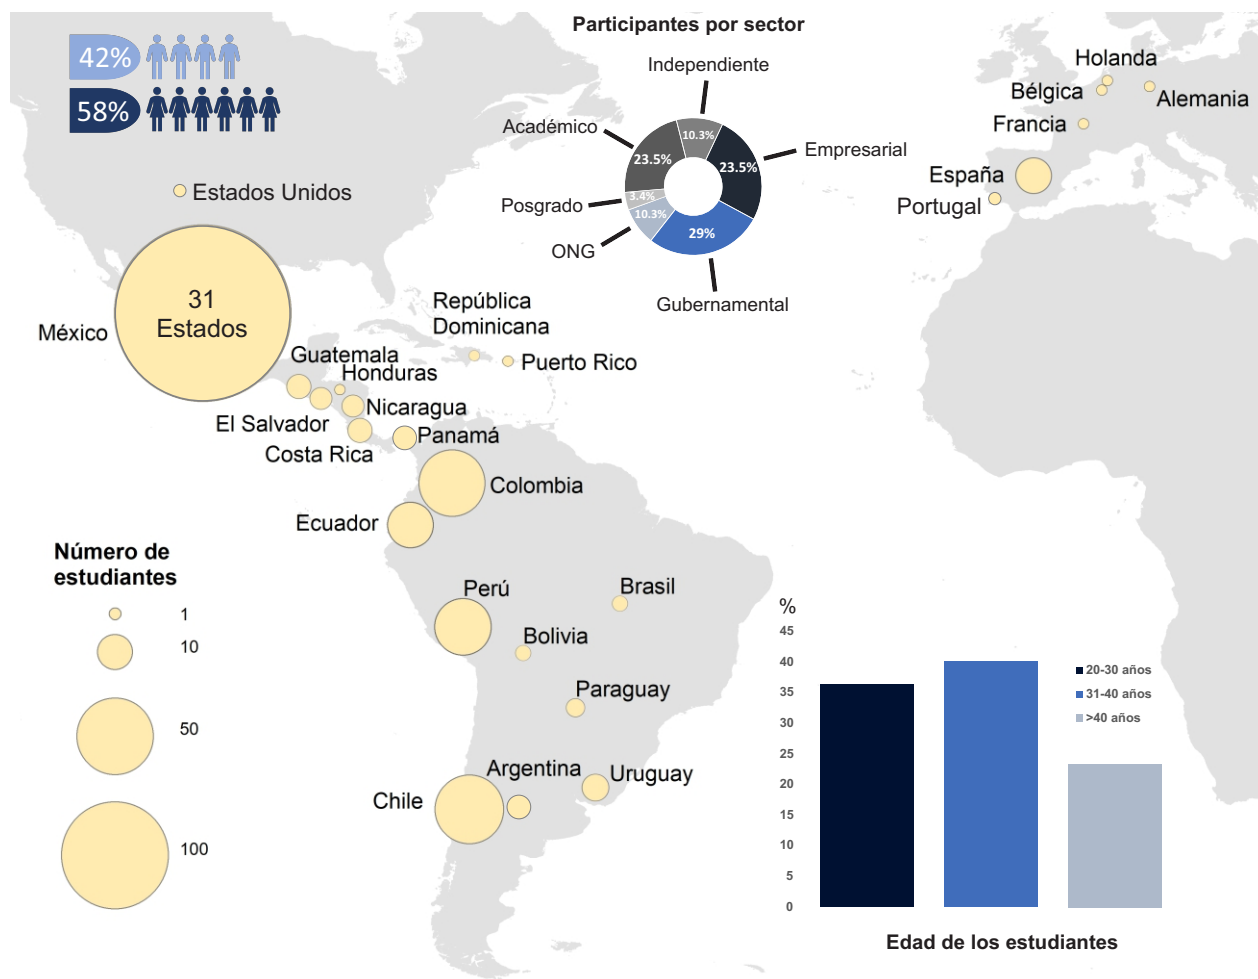 42%
58%
Participantes por sector
Independiente
Académico
Empresarial
Posgrado
ONG
Gubernamental
10.3%
23.5%
23.5%
3.4%
10.3%
29%
Holanda
Bélgica
Alemania
Francia
España
Portugal
Estados Unidos
31
Estados
México
República
Dominicana
Puerto Rico
Guatemala
Honduras
Nicaragua
El Salvador
Costa Rica
Panamá
Colombia
Ecuador
Perú
Brasil
Bolivia
Paraguay
Argentina
Uruguay
Chile
Número de
estudiantes
1
10
50
100
%
45
40
35
30
25
20
15
10
5
0
20-30 años
31-40 años
>40 años
Edad de los estudiantes